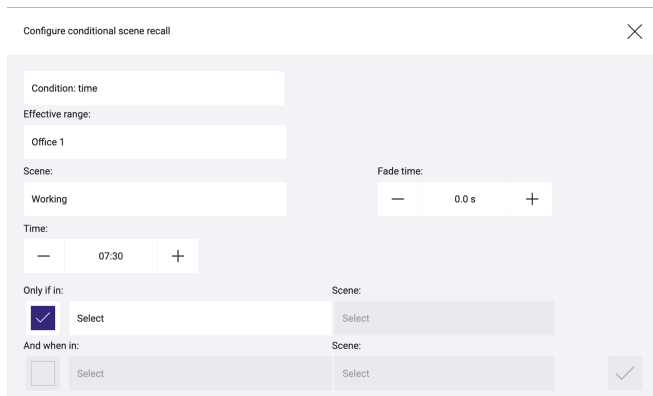 Configure conditional scene recall
Condition: time
Effective range:
Office 1
Scene:
Fade time:
Working
0.0 s
Time:
07:30
Only if in:
Scene:
Select
Select
And when in:
Scene:
Select
Select